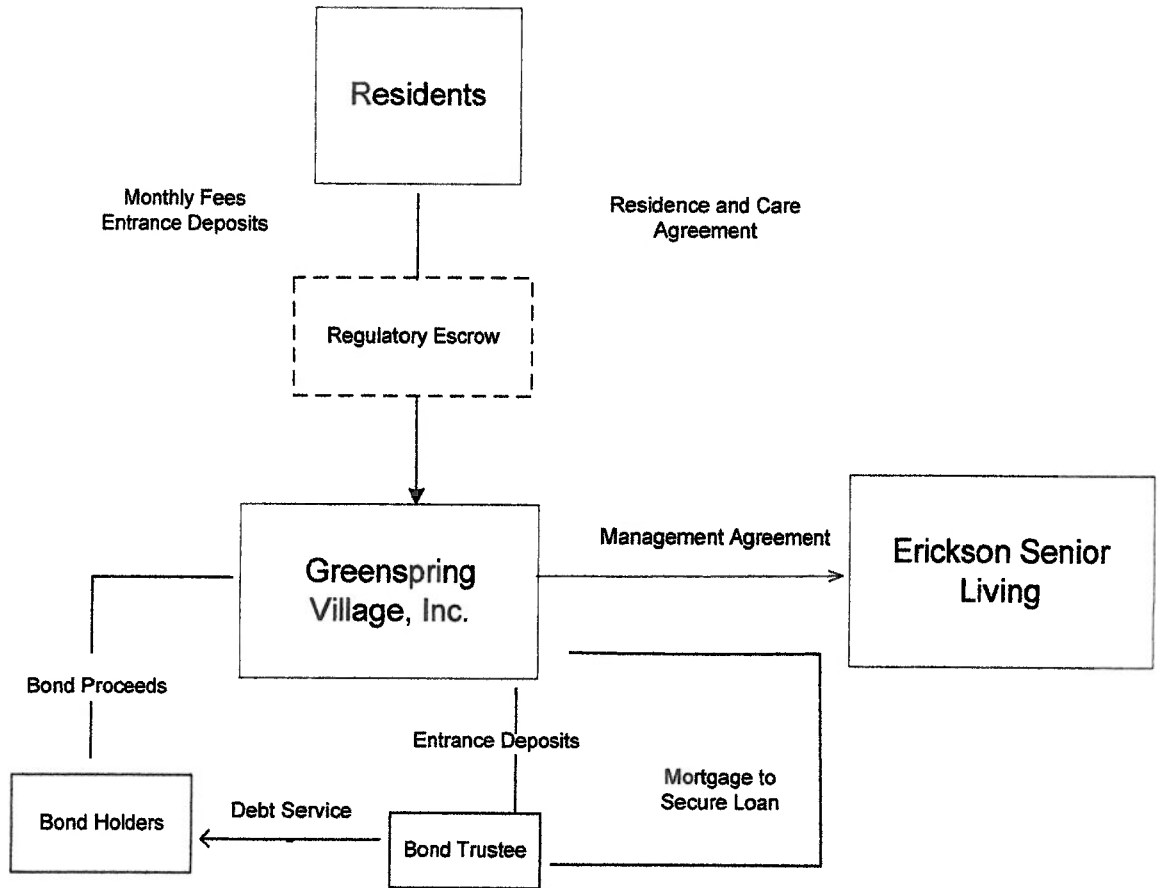 Residents
Monthly Fees
Entrance Deposits
Residence and Care
Agreement
Regulatory Escrow
Management Agreement
Greenspring
Village, Inc.
Erickson Senior
Living
Bond Proceeds
Entrance Deposits
Mortgage to
Secure Loan
Debt Service
Bond Holders
Bond Trustee